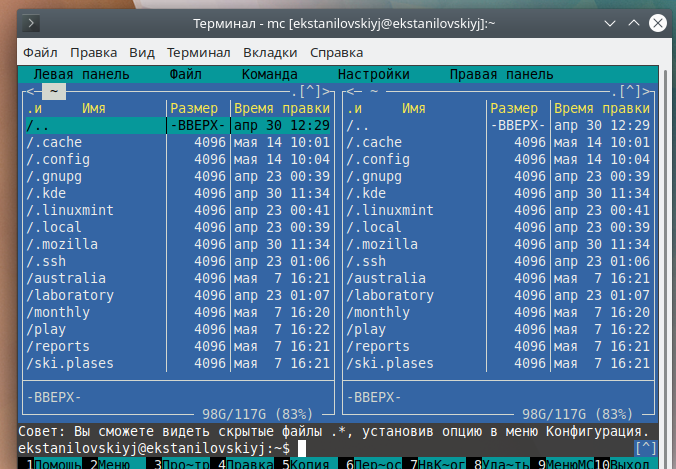 Терминал - mc [ekstanilovskiyj@ekstanilovskiyj]:~
Файл Правка Вид Терминал Вкладки Справка
Левая панель Файл Команда Настройки Правая панель
<─ ~ .[^]> <─ ~ .[^]>
.и Имя Размер Время правки .и Имя Размер Время правки
/.. -ВВЕРХ- апр 30 12:29 /.. -ВВЕРХ- апр 30 12:29
/.cache 4096 мая 14 10:01 /.cache 4096 мая 14 10:01
/.config 4096 мая 14 10:04 /.config 4096 мая 14 10:04
/.gnupg 4096 апр 23 00:39 /.gnupg 4096 апр 23 00:39
/.kde 4096 апр 30 11:34 /.kde 4096 апр 30 11:34
/.linuxmint 4096 апр 23 00:41 /.linuxmint 4096 апр 23 00:41
/.local 4096 апр 23 00:39 /.local 4096 апр 23 00:39
/.mozilla 4096 апр 30 11:34 /.mozilla 4096 апр 30 11:34
/.ssh 4096 апр 23 01:06 /.ssh 4096 апр 23 01:06
/australia 4096 мая 7 16:21 /australia 4096 мая 7 16:21
/laboratory 4096 апр 23 01:07 /laboratory 4096 апр 23 01:07
/monthly 4096 мая 7 16:20 /monthly 4096 мая 7 16:20
/play 4096 мая 7 16:22 /play 4096 мая 7 16:22
/reports 4096 мая 7 16:21 /reports 4096 мая 7 16:21
/ski.plases 4096 мая 7 16:21 /ski.plases 4096 мая 7 16:21
-ВВЕРХ- -ВВЕРХ-
98G/117G (83%) 98G/117G (83%)
Совет: Вы сможете видеть скрытые файлы .*, установив опцию в меню Конфигурация.
ekstanilovskiyj@ekstanilovskiyj:~$ [^]
1Помощь 2Меню 3Про~тр 4Правка 5Копия 6Пер~ос 7НвК~ог 8Уда~ть 9МенюMC 10Выход